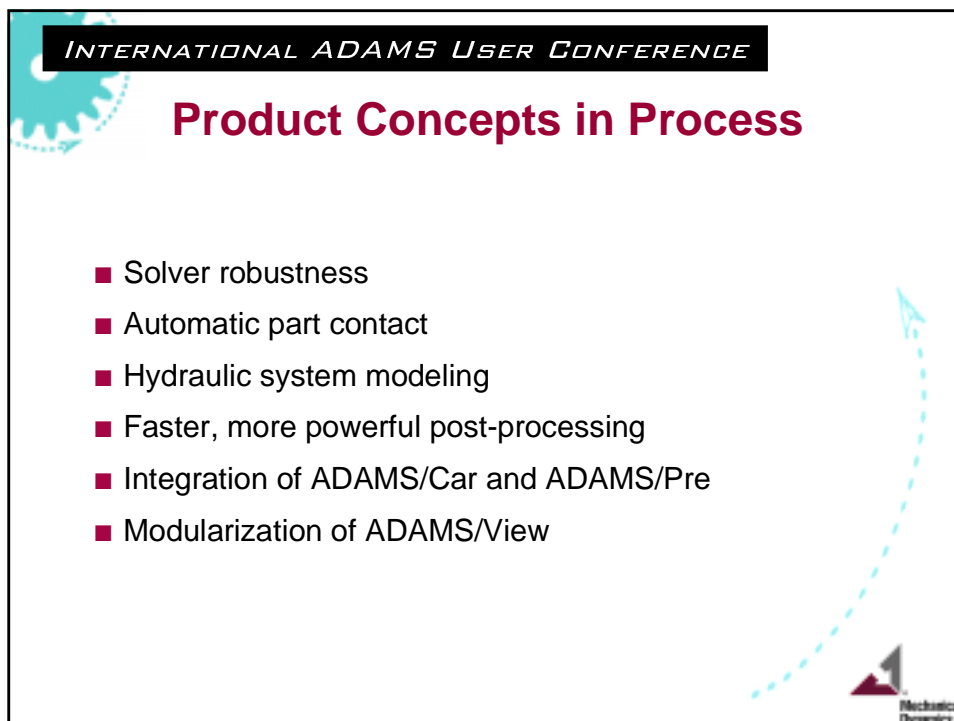 INTERNATIONAL ADAMS USER CONFERENCE
Product Concepts in Process
■ Solver robustness
■ Automatic part contact
■ Hydraulic system modeling
■ Faster, more powerful post-processing
■ Integration of ADAMS/Car and ADAMS/Pre
■ Modularization of ADAMS/View